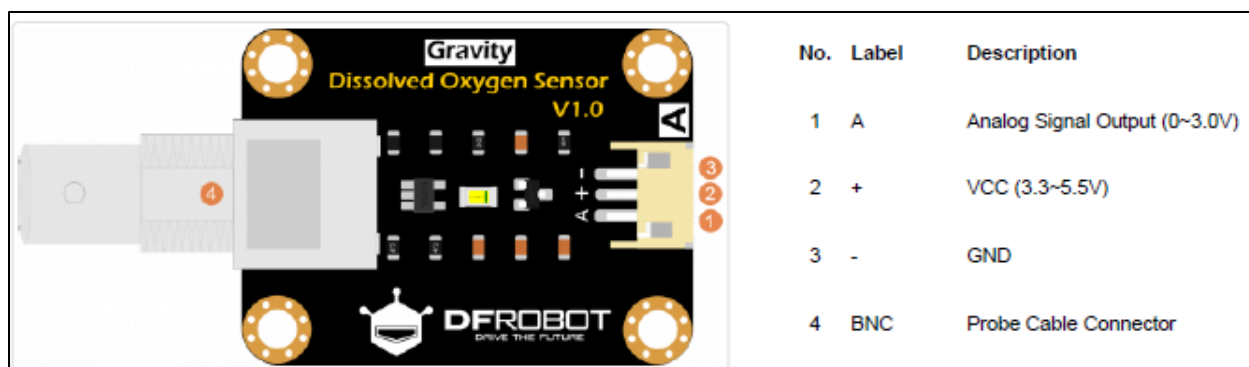 Gravity
Dissolved Oxygen Sensor
V1.0
A
-
+
A
3
2
1
4
DFROBOT
DRIVE THE FUTURE
No. Label Description
1 A Analog Signal Output (0~3.0V)
2 + VCC (3.3~5.5V)
3 - GND
4 BNC Probe Cable Connector